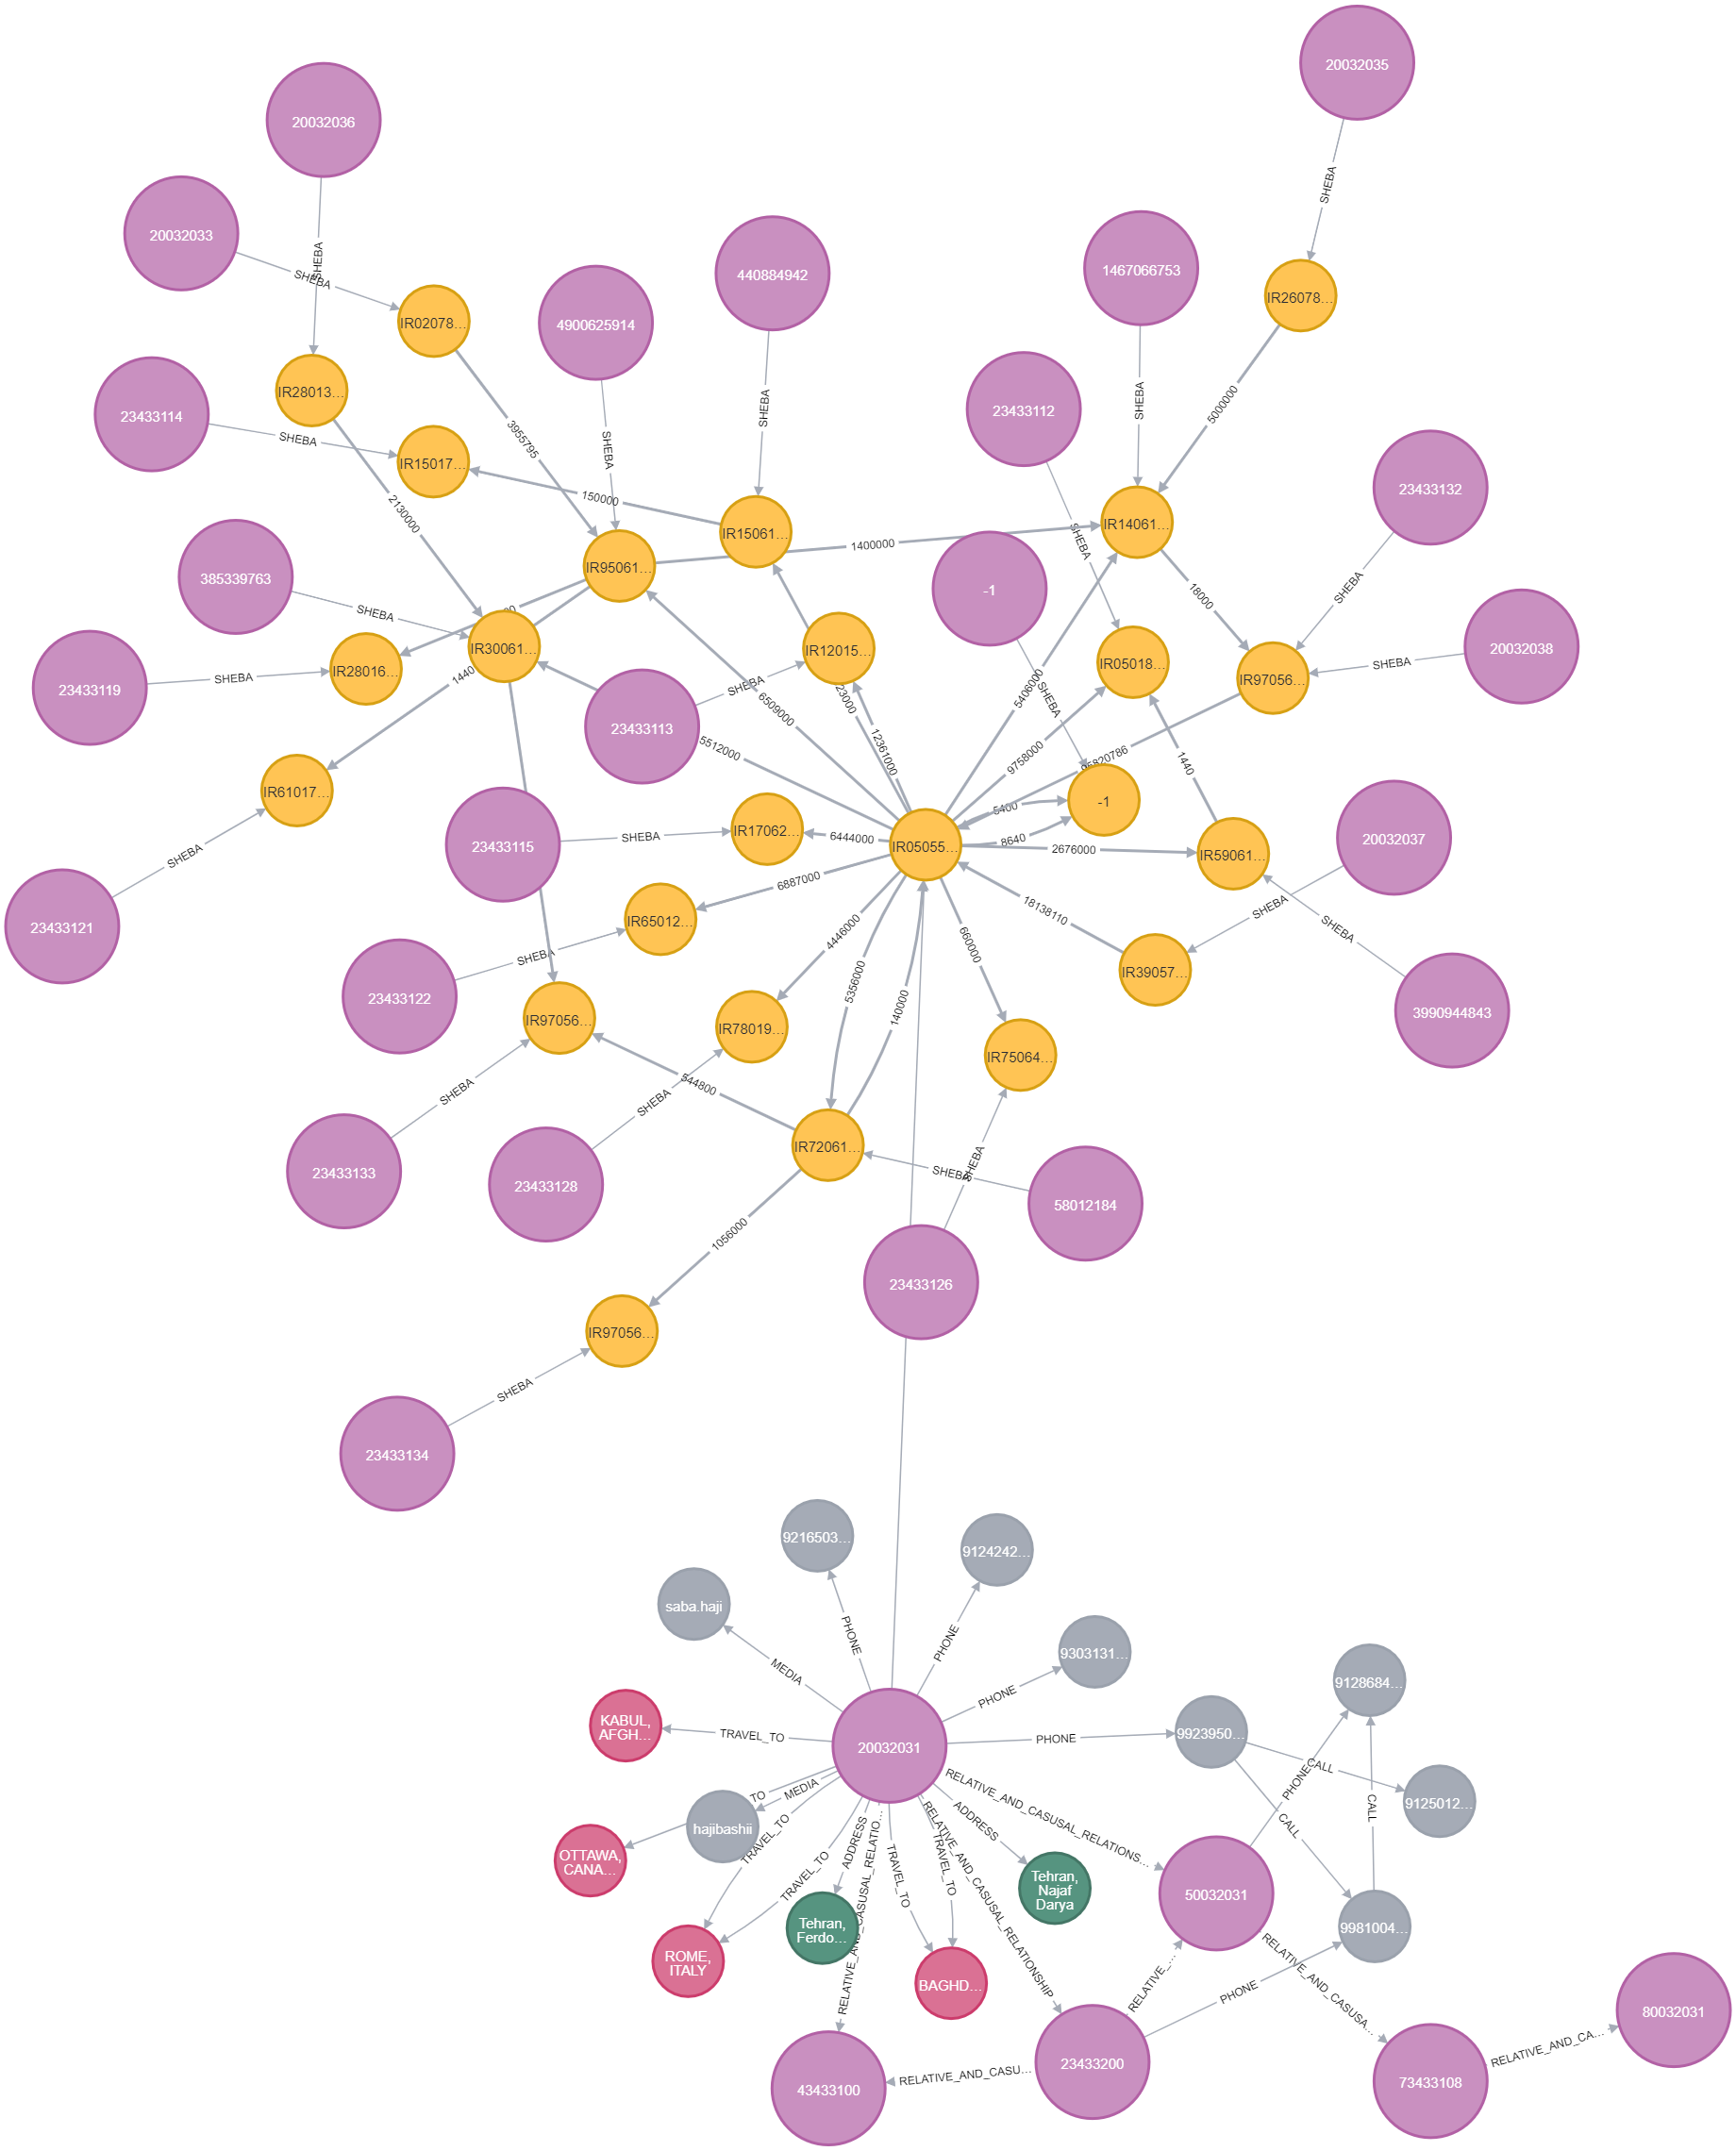 20032035
20032036
20032033
SHEBA
SHEBA
SHEBA
440884942
1467066753
IR26078...
4900625914
IR02078...
IR28013...
SHEBA
SHEBA
23433112
5000000
23433114
SHEBA
3955795
SHEBA
IR15017...
23433132
2130000
150000
IR15061...
IR14061...
SHEBA
1400000
IR95061...
385339763
SHEBA
-1
18000
SHEBA
IR30061...
IR12015...
IR05018...
20032038
SHEBA
IR97056...
23433119
SHEBA
IR28016...
1440
23433113
SHEBA
23000
6509000
5406000
SHEBA
5512000
12361000
9758000
95820786
1440
IR61017...
-1
5400
IR17062...
6444000
IR05055...
8640
2676000
IR59061...
20032037
23433115
SHEBA
SHEBA
6887000
23433121
IR65012...
18138110
SHEBA
SHEBA
4446000
660000
SHEBA
5356000
140000
IR39057...
23433122
3990944843
IR97056...
IR78019...
IR75064...
544800
SHEBA
SHEBA
IR72061...
23433133
23433128
SHEBA
SHEBA
58012184
1056000
23433126
IR97056...
SHEBA
23433134
9216503...
9124242...
saba.haji
PHONE
PHONE
9303131...
MEDIA
PHONE
9128684...
KABUL,
AFGH...
TRAVEL_TO
20032031
PHONE
9923950...
CALL
PHONE
9125012...
TO
MEDIA
RELATIVE_AND_CASUSAL_RELATIONS...
hajibashii
TRAVEL_TO
ADDRESS
RELATIVE_AND_CASUSAL_RELATIO...
ADDRESS
CALL
CALL
OTTAWA,
CANA...
TRAVEL_TO
TRAVEL_TO
TRAVEL_TO
RELATIVE_AND_CASUSAL_RELATIONSHIP
Tehran,
Najaf
Darya
50032031
Tehran,
Ferdo...
9981004...
ROME,
ITALY
BAGHD...
RELATIVE_...
PHONE
RELATIVE_AND_CASUSA...
80032031
23433200
RELATIVE_AND_CA...
43433100
RELATIVE_AND_CASU...
73433108